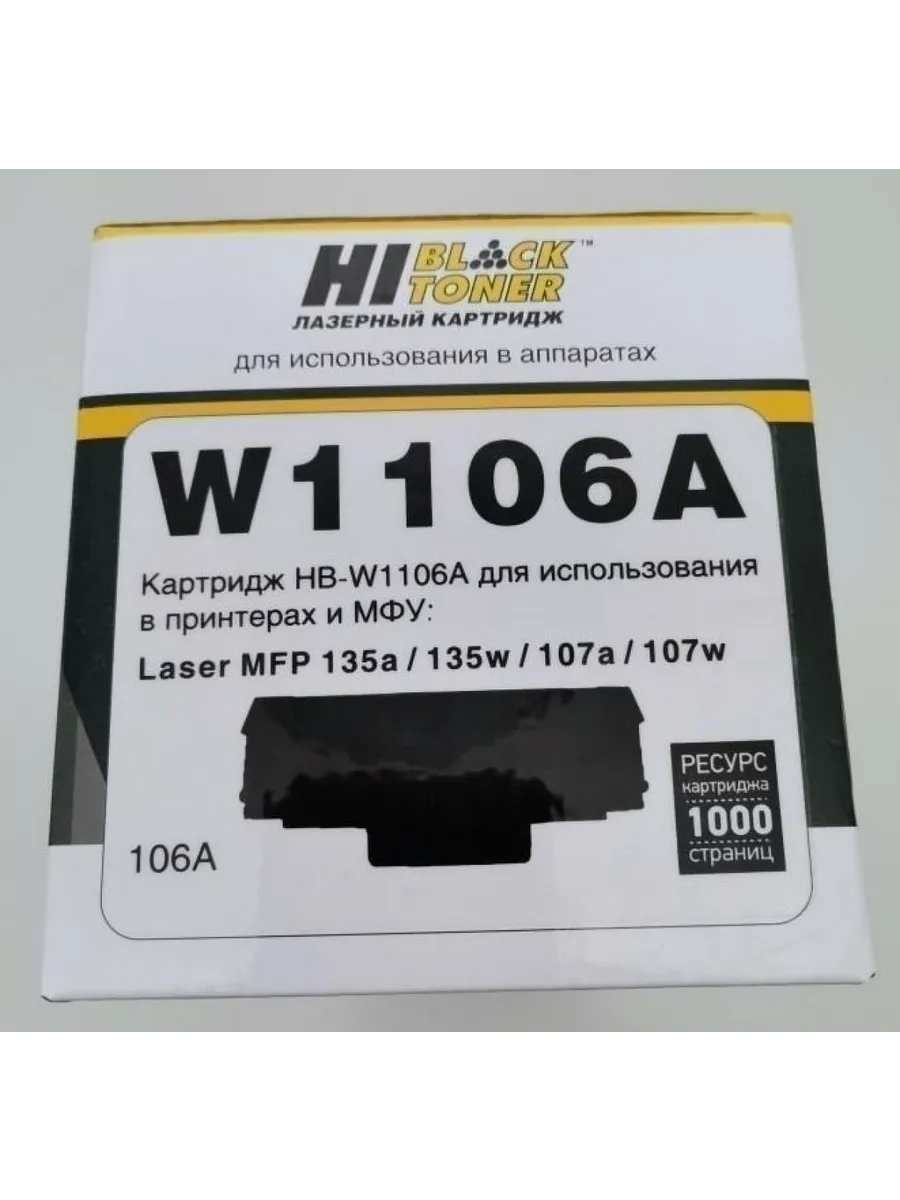 HI BLACK TONER™
ЛАЗЕРНЫЙ КАРТРИДЖ
для использования в аппаратах
W1106A
Картридж HB-W1106A для использования
в принтерах и МФУ:
Laser MFP 135a / 135w / 107a / 107w
106A
РЕСУРС
картриджа
1000
страниц